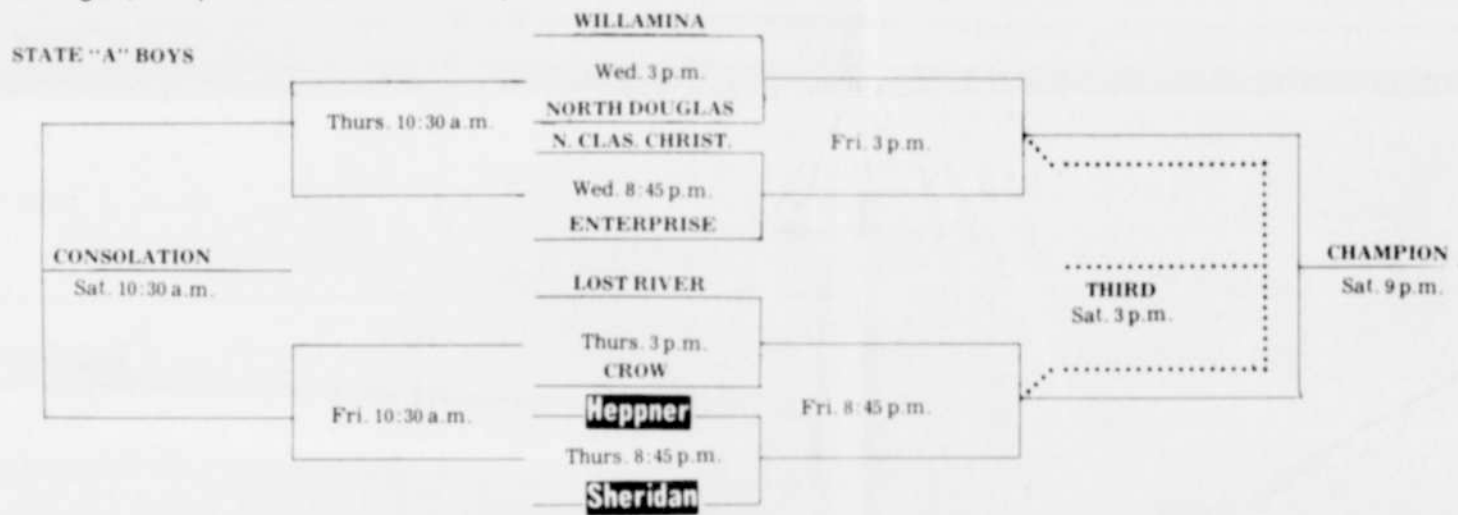 WILLAMINA
STATE "A" BOYS
Wed. 3 p.m.
NORTH DOUGLAS
Thurs. 10:30 a.m.
N. CLAS. CHRIST.
Fri. 3 p.m.
Wed. 8:45 p.m.
ENTERPRISE
CONSOLATION
Sat. 10:30 a.m.
LOST RIVER
CHAMPION
Sat. 9 p.m.
THIRD
Sat. 3 p.m.
Thurs. 3 p.m.
CROW
Fri. 10:30 a.m.
Heppner
Fri. 8:45 p.m.
Thurs. 8:45 p.m.
Sheridan